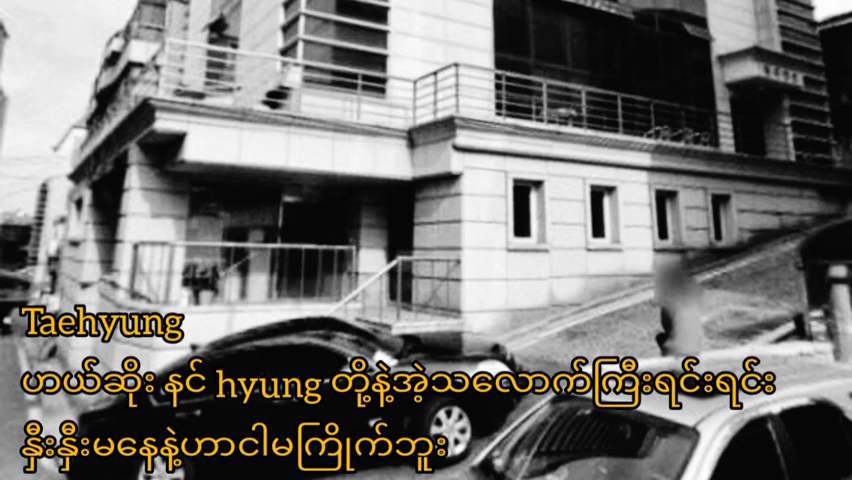 Taehyung
ဟယ်ဆိုး နင် hyung တို့နဲ့အဲ့သလောက်ကြီးရင်းရင်း
နှီးနှီးမနေနဲ့ဟာငါမကြိုက်ဘူး